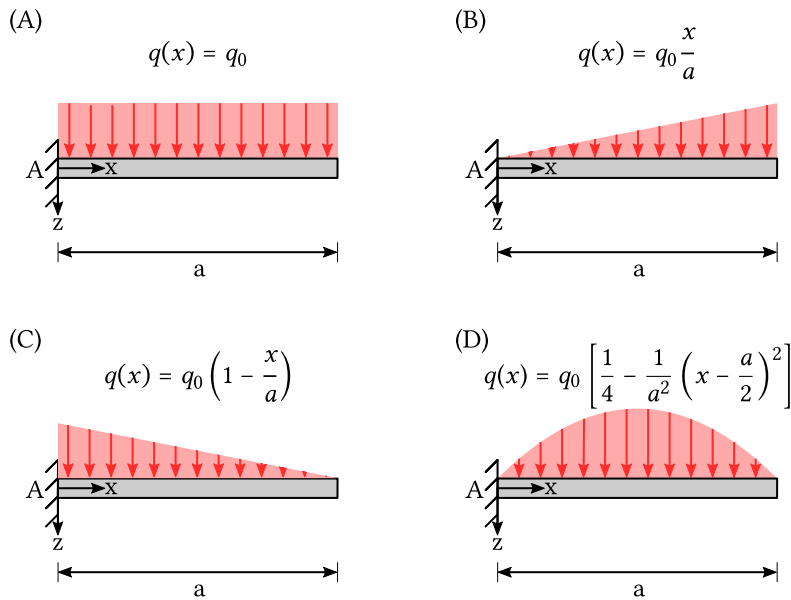 (A)
q(x) = q₀
A
x
z
a
(B)
q(x) = q₀ x/a
A
x
z
a
(C)
q(x) = q₀ (1 − x/a)
A
x
z
a
(D)
q(x) = q₀ [1/4 − 1/a² (x − a/2)²]
A
x
z
a